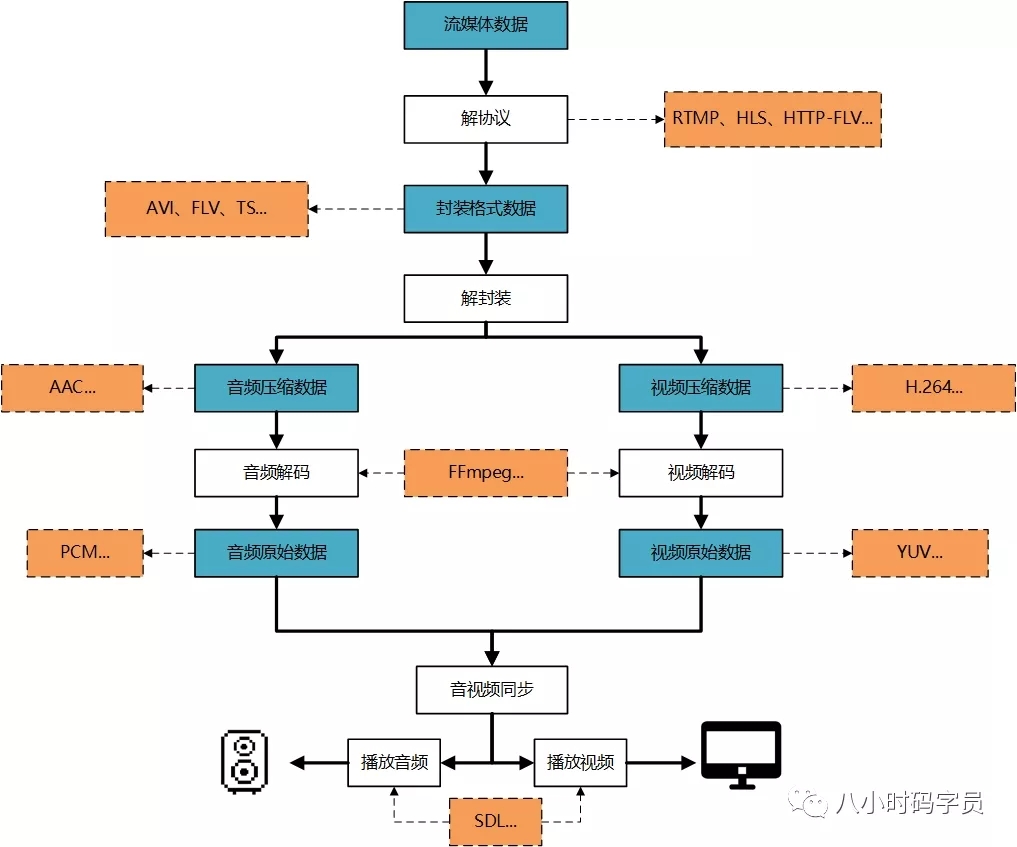 流媒体数据
解协议
RTMP、HLS、HTTP-FLV...
AVI、FLV、TS...
封装格式数据
解封装
AAC...
音频压缩数据
视频压缩数据
H.264...
音频解码
FFmpeg...
视频解码
PCM...
音频原始数据
视频原始数据
YUV...
音视频同步
播放音频
播放视频
SDL...
八小时码字员